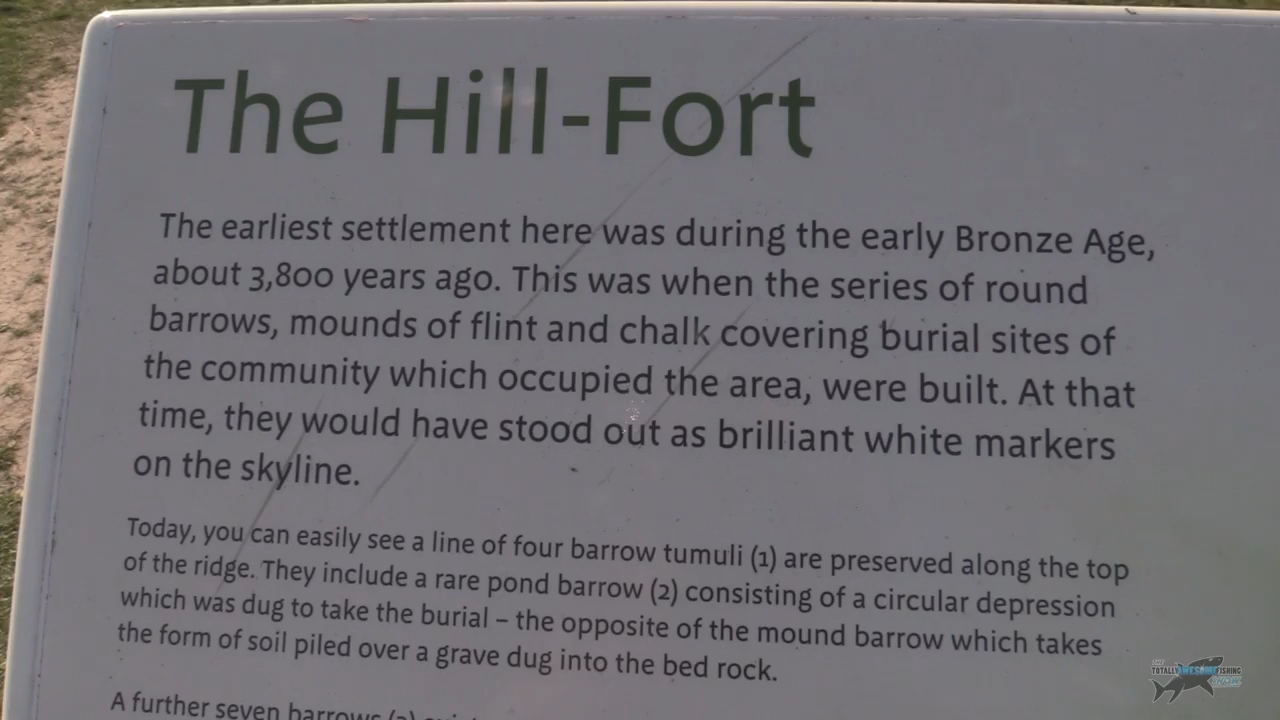 The Hill-Fort
The earliest settlement here was during the early Bronze Age,
about 3,800 years ago. This was when the series of round
barrows, mounds of flint and chalk covering burial sites of
the community which occupied the area, were built. At that
time, they would have stood out as brilliant white markers
on the skyline.
Today, you can easily see a line of four barrow tumuli (1) are preserved along the top
of the ridge. They include a rare pond barrow (2) consisting of a circular depression
which was dug to take the burial – the opposite of the mound barrow which takes
the form of soil piled over a grave dug into the bed rock.
A further seven barrows
THE
TOTALLYAWESOMEFISHING
SHOW